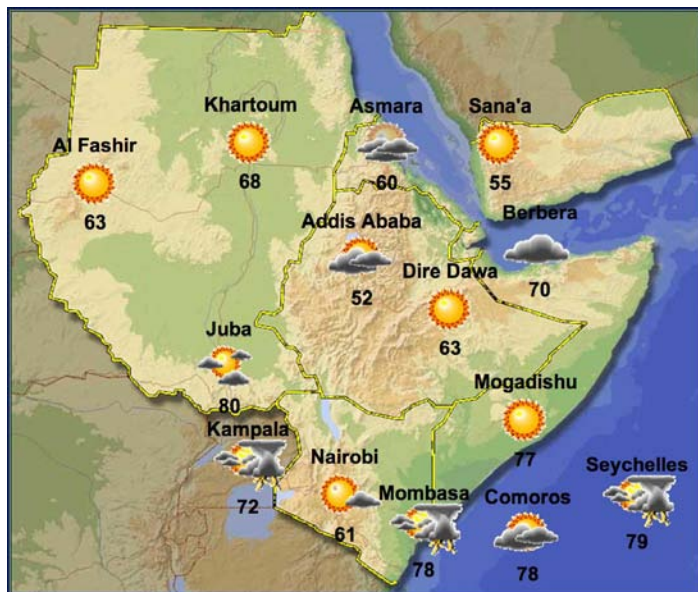 Khartoum
68
Asmara
60
Sana'a
55
Al Fashir
63
Addis Ababa
52
Berbera
70
Dire Dawa
63
Juba
80
Mogadishu
77
Kampala
72
Nairobi
61
Mombasa
78
Comoros
78
Seychelles
79